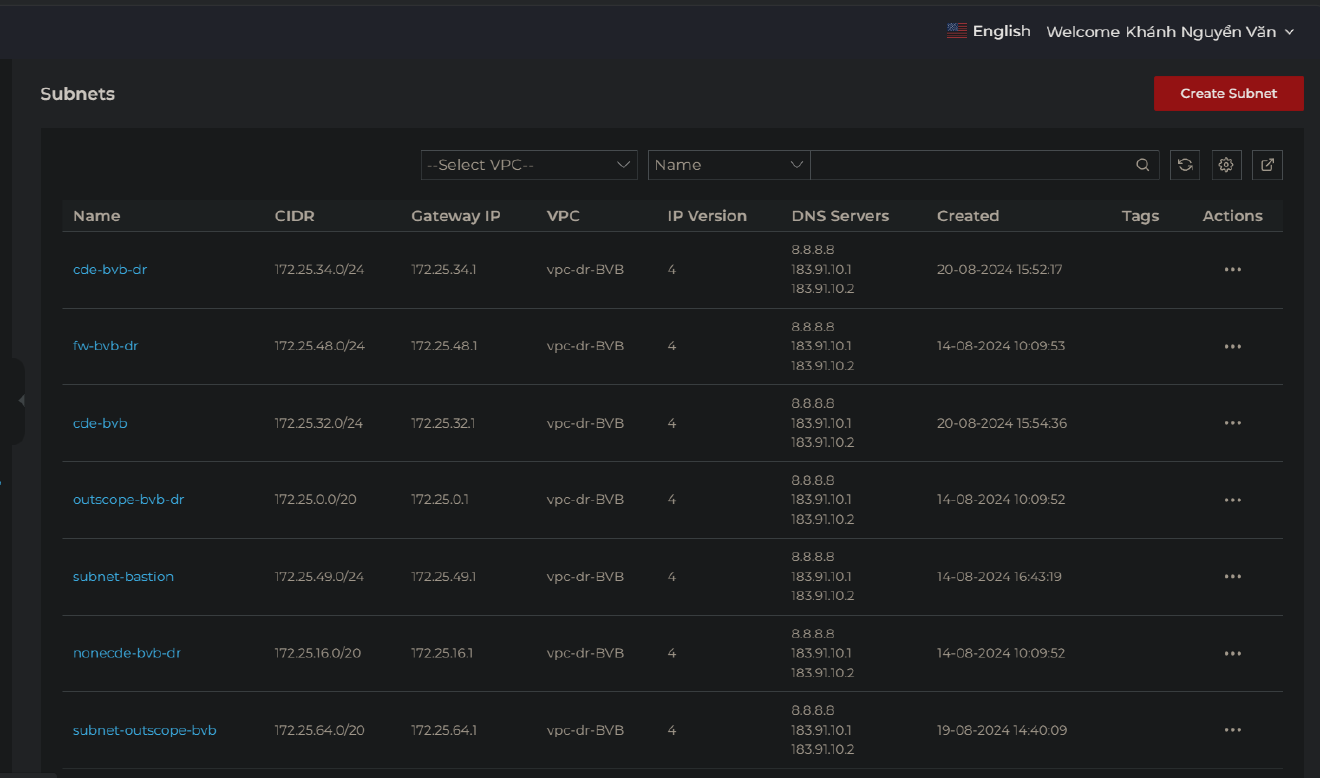 English Welcome Khánh Nguyễn Văn
Subnets
Create Subnet
--Select VPC-- Name
Name CIDR Gateway IP VPC IP Version DNS Servers Created Tags Actions
cde-bvb-dr 172.25.34.0/24 172.25.34.1 vpc-dr-BVB 4 8.8.8.8 20-08-2024 15:52:17
183.91.10.1
183.91.10.2
fw-bvb-dr 172.25.48.0/24 172.25.48.1 vpc-dr-BVB 4 8.8.8.8 14-08-2024 10:09:53
183.91.10.1
183.91.10.2
cde-bvb 172.25.32.0/24 172.25.32.1 vpc-dr-BVB 4 8.8.8.8 20-08-2024 15:54:36
183.91.10.1
183.91.10.2
outscope-bvb-dr 172.25.0.0/20 172.25.0.1 vpc-dr-BVB 4 8.8.8.8 14-08-2024 10:09:52
183.91.10.1
183.91.10.2
subnet-bastion 172.25.49.0/24 172.25.49.1 vpc-dr-BVB 4 8.8.8.8 14-08-2024 16:43:19
183.91.10.1
183.91.10.2
nonecde-bvb-dr 172.25.16.0/20 172.25.16.1 vpc-dr-BVB 4 8.8.8.8 14-08-2024 10:09:52
183.91.10.1
183.91.10.2
subnet-outscope-bvb 172.25.64.0/20 172.25.64.1 vpc-dr-BVB 4 8.8.8.8 19-08-2024 14:40:09
183.91.10.1
183.91.10.2